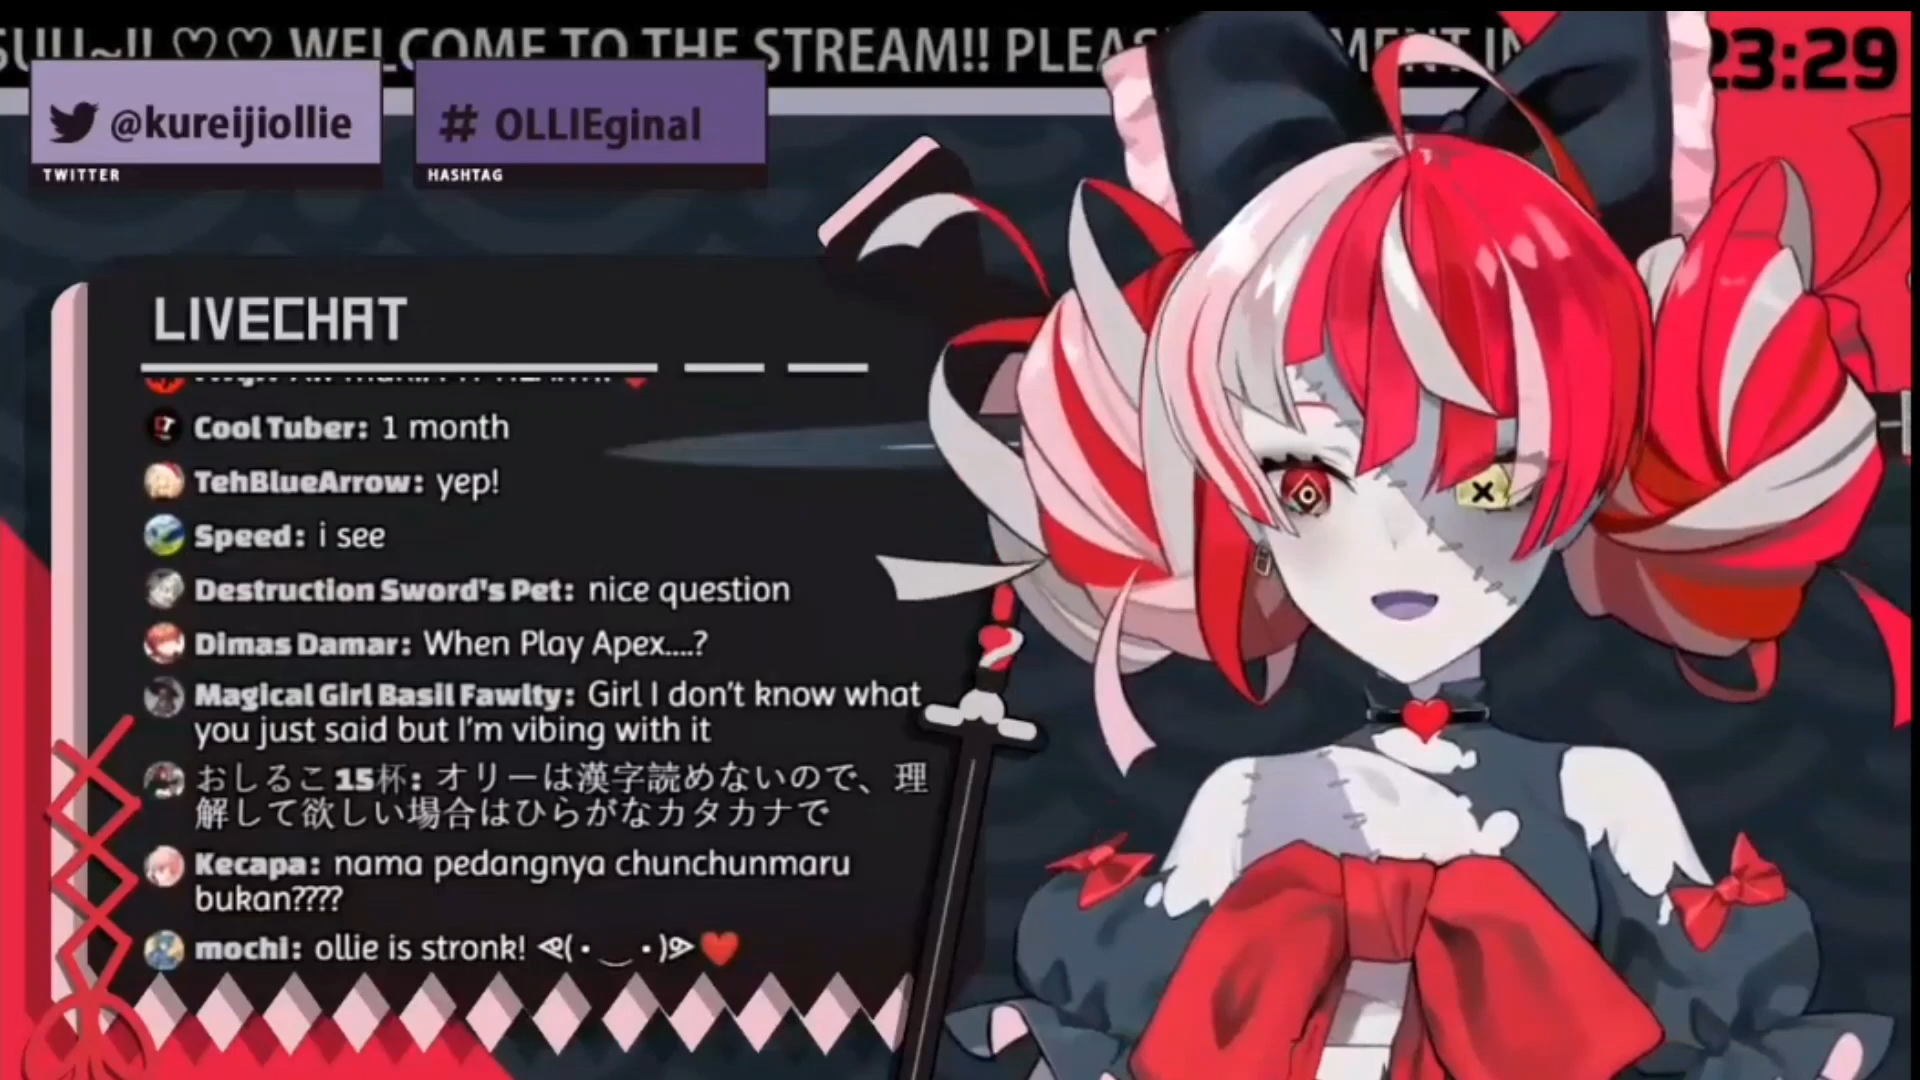 SUU~!! ♡♡ WELCOME TO THE STREAM!! PLEAS MENT IN
23:29
@kureijiollie
# OLLIEginal
TWITTER
HASHTAG
LIVECHAT
Cool Tuber: 1 month
TehBlueArrow: yep!
Speed: i see
Destruction Sword's Pet: nice question
Dimas Damar: When Play Apex....?
Magical Girl Basil Fawlty: Girl I don't know what
you just said but I'm vibing with it
おしるこ 15杯: オリーは漢字読めないので、理
解して欲しい場合はひらがなカタカナで
Kecapa: nama pedangnya chunchunmaru
bukan????
mochi: ollie is stronk! ᕙ(・‿・)ᕗ❤